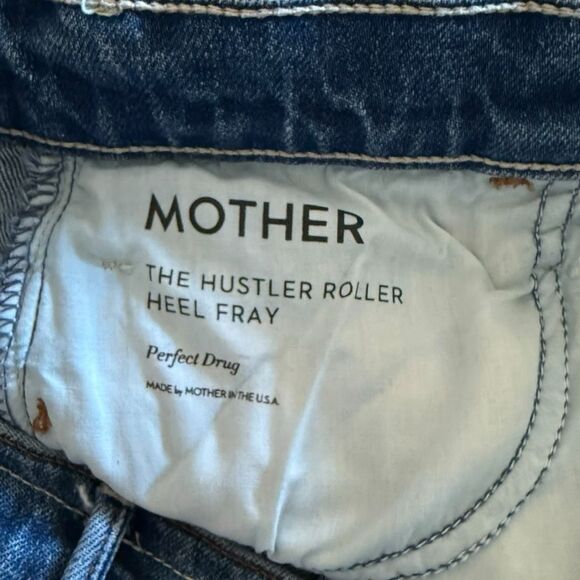 MOTHER
THE HUSTLER ROLLER
HEEL FRAY
Perfect Drug
MADE by MOTHER IN THE U.S.A.